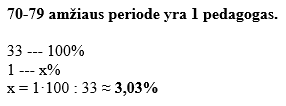 70-79 amžiaus periode yra 1 pedagogas.
33 --- 100%
1 --- x%
x = 1·100 : 33 ≈ 3,03%